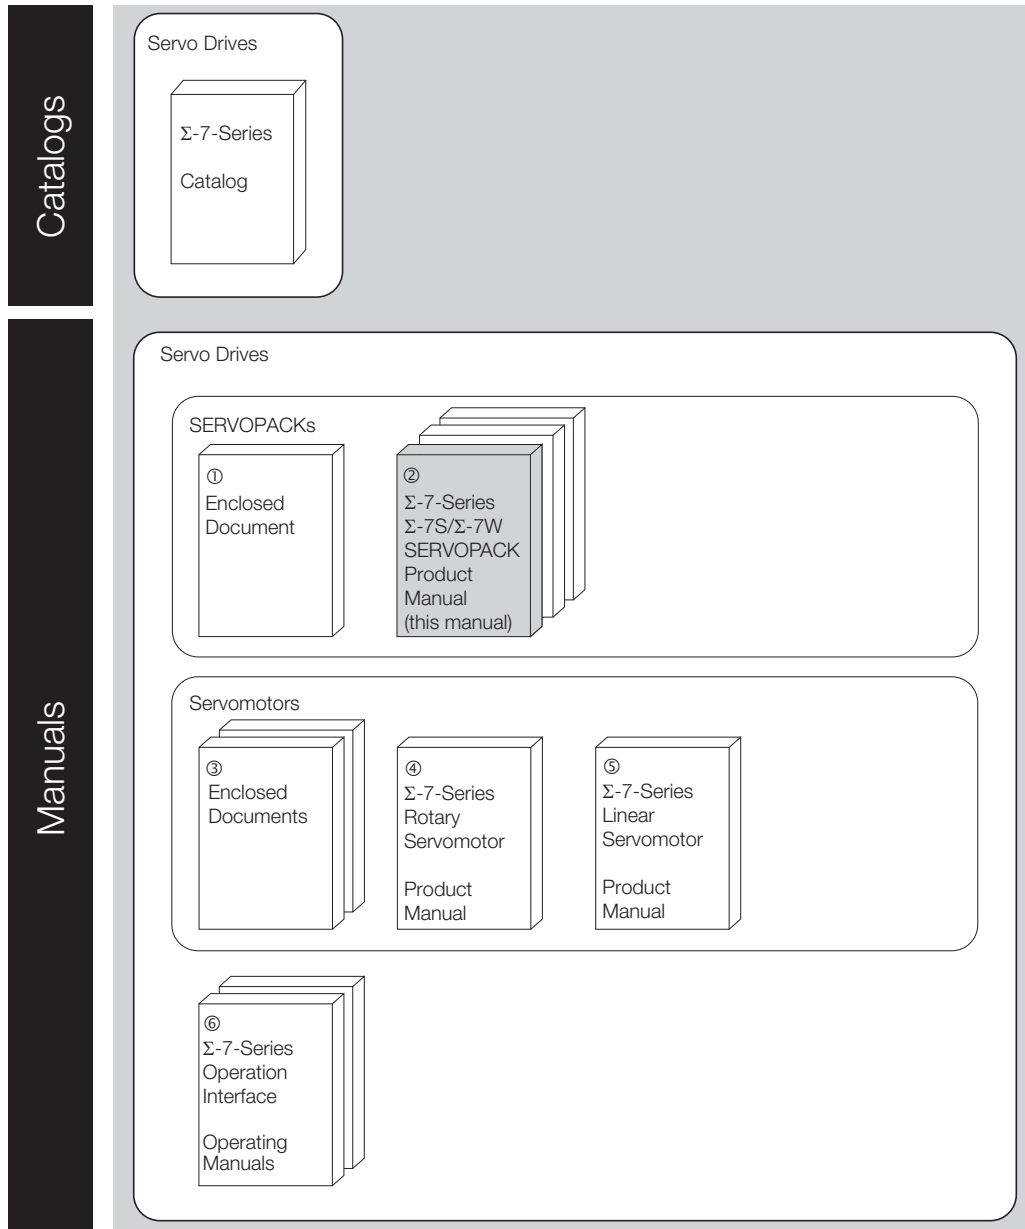 Catalogs
Servo Drives
Σ-7-Series
Catalog
Manuals
Servo Drives
SERVOPACKs
①
Enclosed
Document
②
Σ-7-Series
Σ-7S/Σ-7W
SERVOPACK
Product
Manual
(this manual)
Servomotors
③
Enclosed
Documents
④
Σ-7-Series
Rotary
Servomotor
Product
Manual
⑤
Σ-7-Series
Linear
Servomotor
Product
Manual
⑥
Σ-7-Series
Operation
Interface
Operating
Manuals